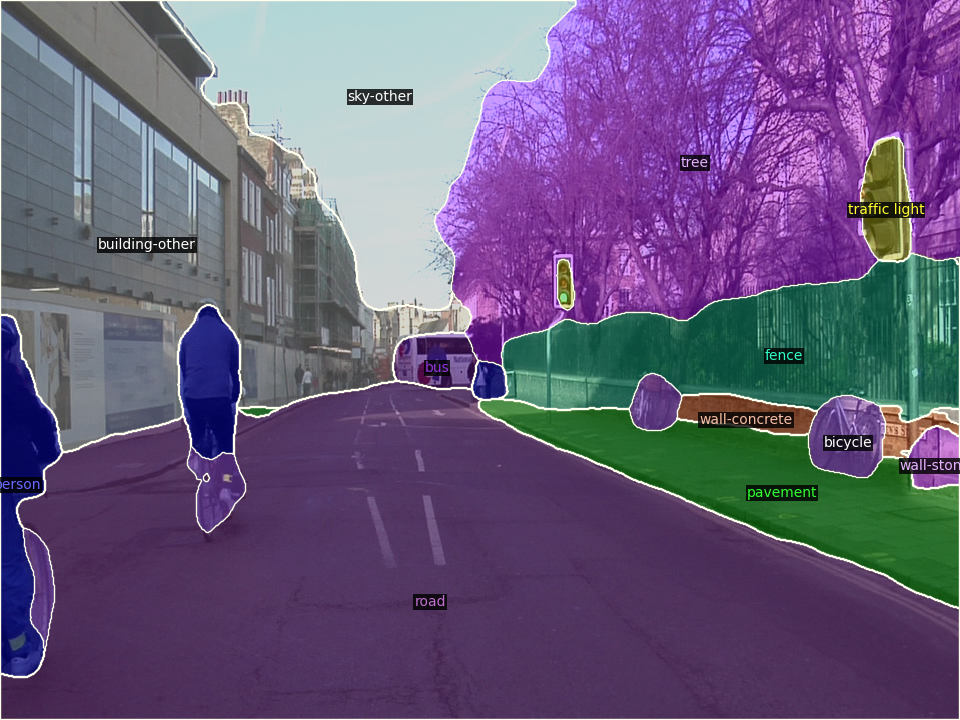 sky-other
tree
traffic light
building-other
fence
bus
wall-concrete
bicycle
wall-ston
person
pavement
road